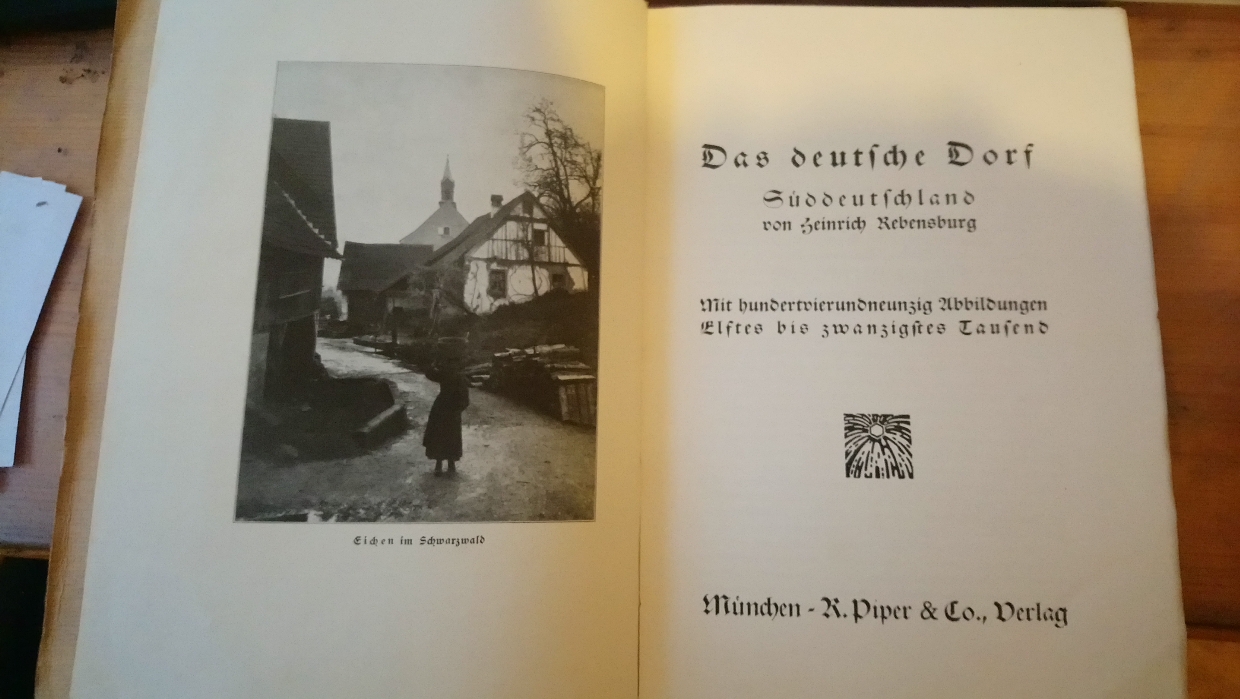 Eichen im Schwarzwald
Das deutsche Dorf
Süddeutschland
von Heinrich Rebensburg
Mit hundertvierundneunzig Abbildungen
Elftes bis zwanzigstes Tausend
München - R. Piper & Co., Verlag